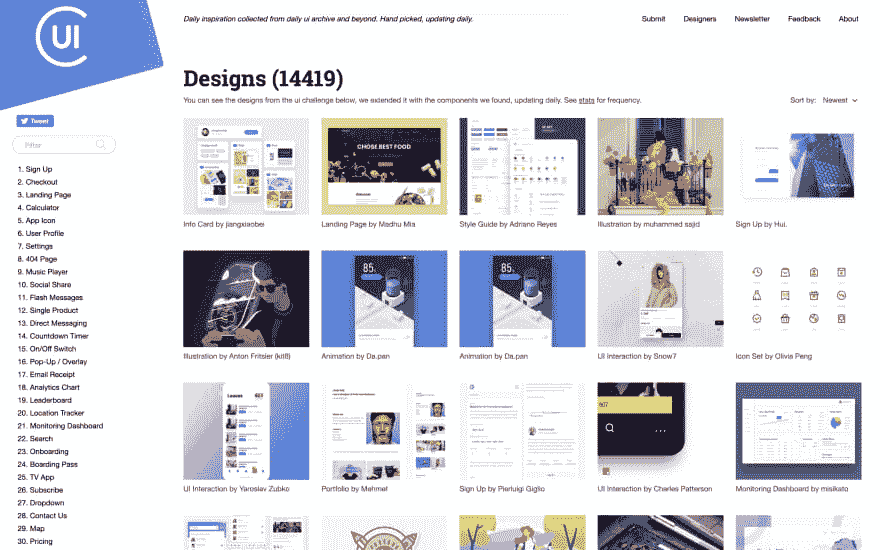 UI
Daily inspiration collected from daily ui archive and beyond. Hand picked, updating daily.
Submit
Designers
Newsletter
Feedback
About
Designs (14419)
You can see the designs from the ui challenge below, we extended it with the components we found, updating daily. See stats for frequency.
Sort by: Newest
Tweet
Filter
1. Sign Up
2. Checkout
3. Landing Page
4. Calculator
5. App Icon
6. User Profile
7. Settings
8. 404 Page
9. Music Player
10. Social Share
11. Flash Messages
12. Single Product
13. Direct Messaging
14. Countdown Timer
15. On/Off Switch
16. Pop-Up / Overlay
17. Email Receipt
18. Analytics Chart
19. Leaderboard
20. Location Tracker
21. Monitoring Dashboard
22. Search
23. Onboarding
24. Boarding Pass
25. TV App
26. Subscribe
27. Dropdown
28. Contact Us
29. Map
30. Pricing
CHOSE BEST FOOD
Info Card by jiangxiaobei
Landing Page by Madhu Mia
Style Guide by Adriano Reyes
Illustration by muhammed sajid
Sign Up by Hui.
85
85
Illustration by Anton Fritsler (kit8)
Animation by Da.pan
Animation by Da.pan
UI Interaction by Snow7
Icon Set by Olivia Peng
607
UI Interaction by Yaroslav Zubko
Portfolio by Mehmet
Sign Up by Pierluigi Giglio
UI Interaction by Charles Patterson
Monitoring Dashboard by misikato